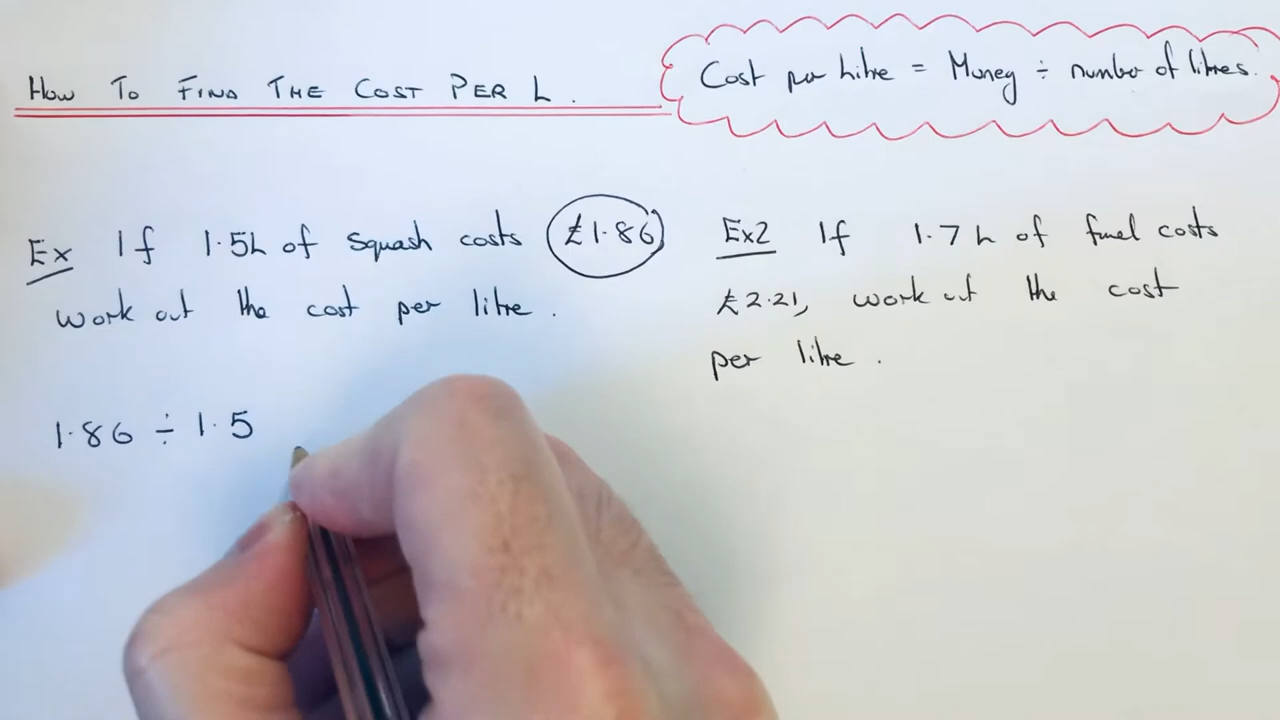 HOW TO FIND THE COST PER L.
Cost per Litre = Money ÷ number of litres.
Ex If 1.5L of squash costs £1.86
work out the cost per litre.
1.86 ÷ 1.5
Ex2 If 1.7L of fuel costs
£2.21, work out the cost
per litre.